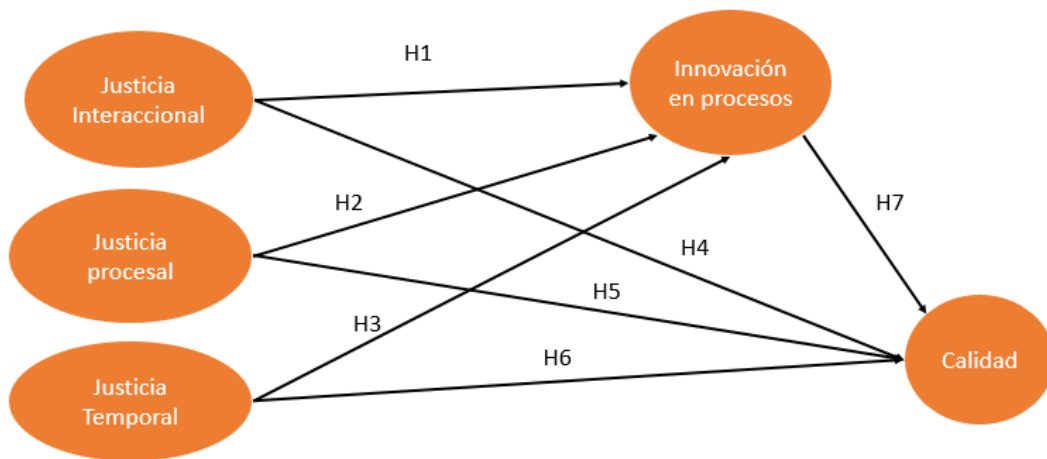 H1
Justicia
Interaccional
Innovación
en procesos
H2
H7
Justicia
procesal
H4
H5
H3
H6
Calidad
Justicia
Temporal